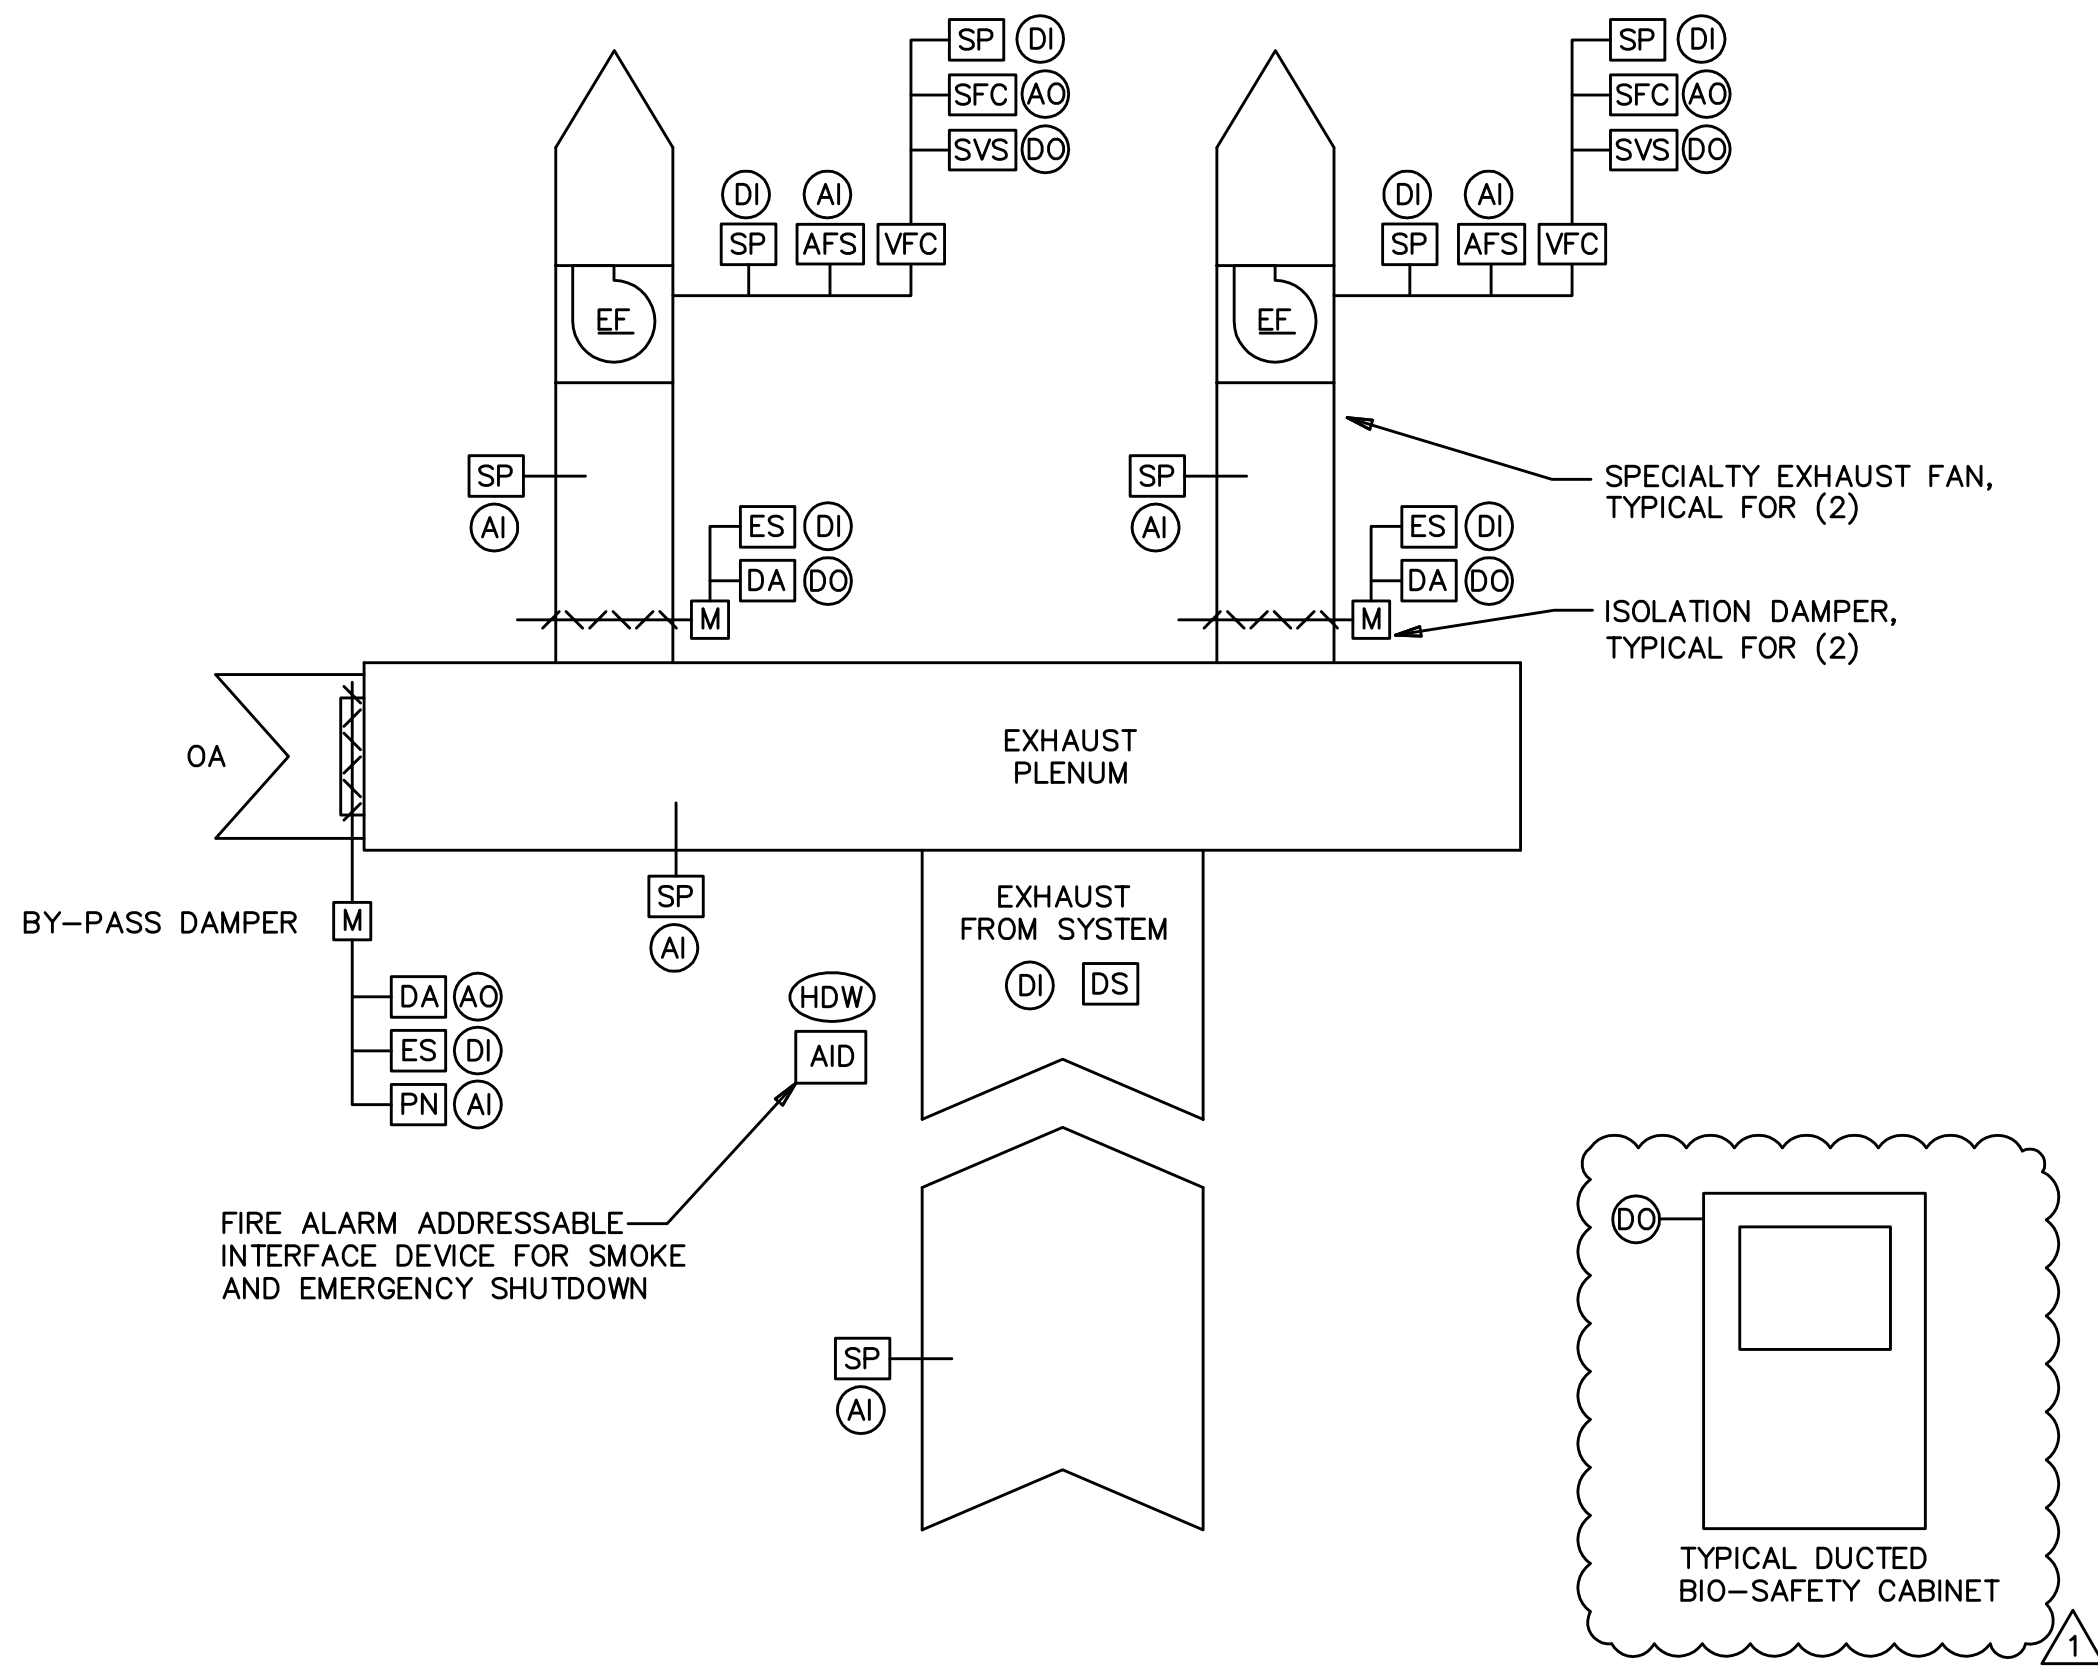 SP DI
SFC AO
SVS DO
DI AI
SP AFS VFC
EF
SP
AI
ES DI
DA DO
M
SP DI
SFC AO
SVS DO
DI AI
SP AFS VFC
EF
SP
AI
ES DI
DA DO
M
SPECIALTY EXHAUST FAN,
TYPICAL FOR (2)
ISOLATION DAMPER,
TYPICAL FOR (2)
OA
EXHAUST
PLENUM
BY-PASS DAMPER
M
DA AO
ES DI
PN AI
SP
AI
EXHAUST
FROM SYSTEM
DI DS
HDW
AID
FIRE ALARM ADDRESSABLE
INTERFACE DEVICE FOR SMOKE
AND EMERGENCY SHUTDOWN
SP
AI
DO
TYPICAL DUCTED
BIO-SAFETY CABINET
1